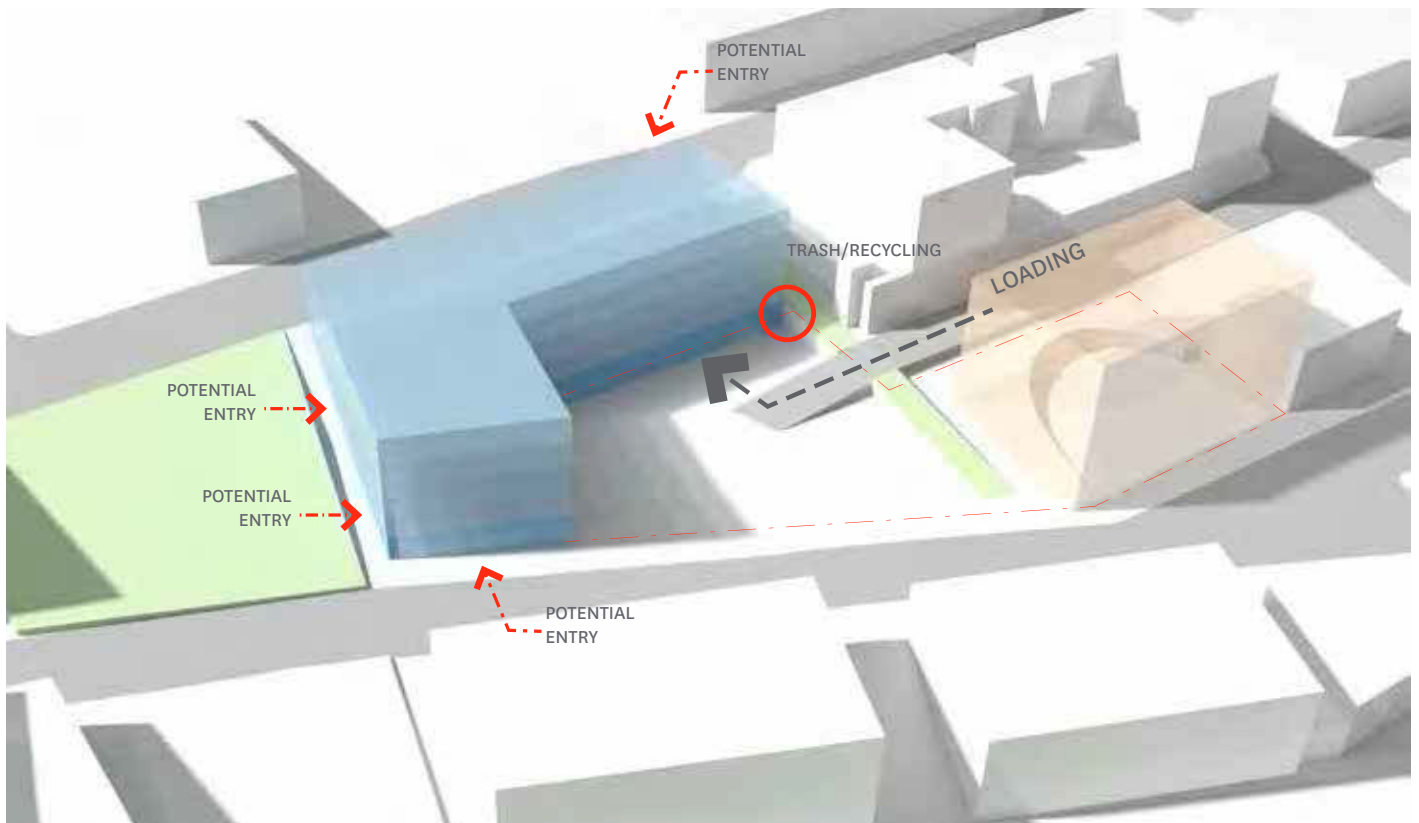 POTENTIAL
ENTRY
TRASH/RECYCLING
LOADING
POTENTIAL
ENTRY
POTENTIAL
ENTRY
POTENTIAL
ENTRY